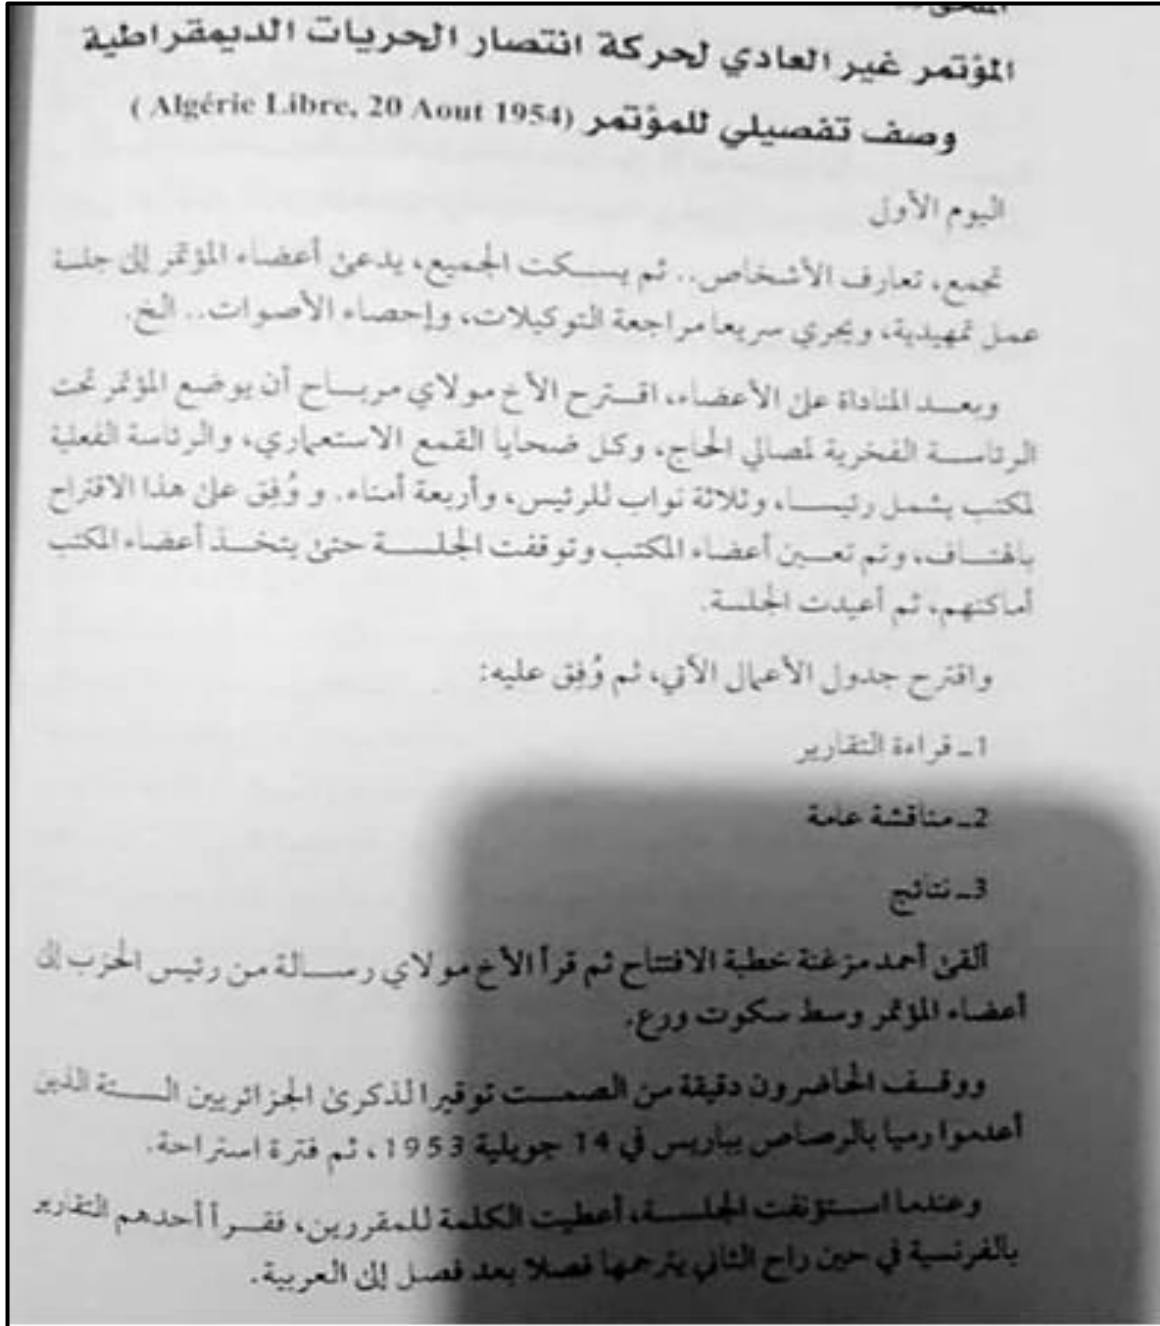 المؤتمر غير العادي لحركة انتصار الحريات الديمقراطية
وصف تفصيلي للمؤتمر (Algérie Libre, 20 Aout 1954)
اليوم الأول
تجمع، تعارف الأشخاص.. ثم يسكت الجميع، يدعى أعضاء المؤتمر إلى جلسة
عمل تمهيدية، ويجري سريعا مراجعة التوكيلات، وإحصاء الأصوات.. الخ.
وبعد المناداة على الأعضاء، اقترح الأخ مولاي مرباح أن يوضع المؤتمر تحت
الرئاسة الفخرية لمصالي الحاج، وكل ضحايا القمع الاستعماري، والرئاسة الفعلية
لمكتب يشمل رئيسا، وثلاثة نواب للرئيس، وأربعة أمناء. و وُفِق على هذا الاقتراح
بالهتاف، وتم تعيين أعضاء المكتب وتوقفت الجلسة حتى يتخذ أعضاء المكتب
أماكنهم، ثم أعيدت الجلسة.
واقترح جدول الأعمال الآتي، ثم وُفِق عليه:
1_ قراءة التقارير
2_ مناقشة عامة
3_ نتائج
ألقى أحمد مزغنة خطبة الافتتاح ثم قرأ الأخ مولاي رسالة من رئيس الحزب إلى
أعضاء المؤتمر وسط سكوت ورع.
ووقف الحاضرون دقيقة من الصمت توقيرا لذكرى الجزائريين الستة الذين
أعدموا رميا بالرصاص بباريس في 14 جويلية 1953، ثم فترة استراحة.
وعندما استؤنفت الجلسة، أعطيت الكلمة للمقررين، فقرأ أحدهم التقارير
بالفرنسية في حين راح الثاني يترجمها فصلا بعد فصل إلى العربية.